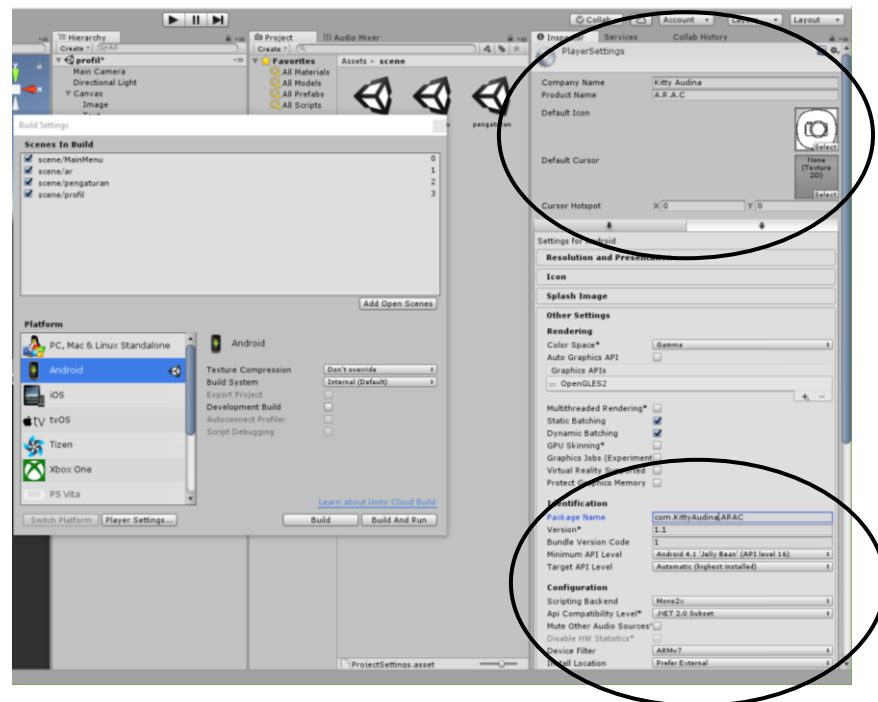 Collab
Account
Layout
Hierarchy
Project
Audio Mixer
Inspector
Services
Collab History
Create
All
Create
PlayerSettings
profil*
Main Camera
Directional Light
Canvas
Image
Favorites
All Materials
All Models
All Prefabs
All Scripts
Assets
scene
pengaturan
Company Name
Kitty Audina
Product Name
A.R.A.C
Default Icon
Select
Default Cursor
None
(Texture
2D)
Select
Cursor Hotspot
X 0
Y 0
Build Settings
Scenes In Build
scene/MainMenu 0
scene/ar 1
scene/pengaturan 2
scene/profil 3
Add Open Scenes
Platform
PC, Mac & Linux Standalone
Android
iOS
tv tvOS
Tizen
Xbox One
PS Vita
Android
Texture Compression Don't override
Build System Internal (Default)
Export Project
Development Build
Autoconnect Profiler
Script Debugging
Learn about Unity Cloud Build
Switch Platform
Player Settings...
Build
Build And Run
Settings for Android
Resolution and Presentation
Icon
Splash Image
Other Settings
Rendering
Color Space* Gamma
Auto Graphics API
Graphics APIs
= OpenGLES2
+ −
Multithreaded Rendering*
Static Batching
Dynamic Batching
GPU Skinning*
Graphics Jobs (Experiment
Virtual Reality Supported
Protect Graphics Memory
Identification
Package Name com.KittyAudina.ARAC
Version* 1.1
Bundle Version Code 1
Minimum API Level Android 4.1 'Jelly Bean' (API level 16)
Target API Level Automatic (highest installed)
Configuration
Scripting Backend Mono2x
Api Compatibility Level* .NET 2.0 Subset
Mute Other Audio Sources*
Disable HW Statistics*
Device Filter ARMv7
Install Location Prefer External
ProjectSettings.asset